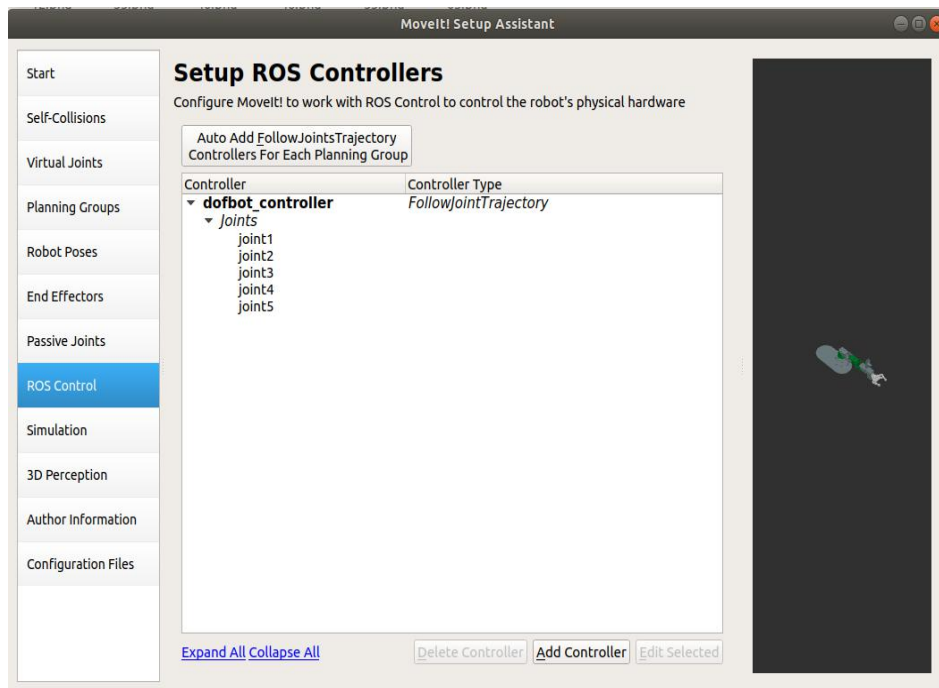 MoveIt! Setup Assistant
Start
Self-Collisions
Virtual Joints
Planning Groups
Robot Poses
End Effectors
Passive Joints
ROS Control
Simulation
3D Perception
Author Information
Configuration Files
Setup ROS Controllers
Configure MoveIt! to work with ROS Control to control the robot's physical hardware
Auto Add FollowJointsTrajectory
Controllers For Each Planning Group
Controller Controller Type
dofbot_controller FollowJointTrajectory
Joints
joint1
joint2
joint3
joint4
joint5
Expand All Collapse All Delete Controller Add Controller Edit Selected